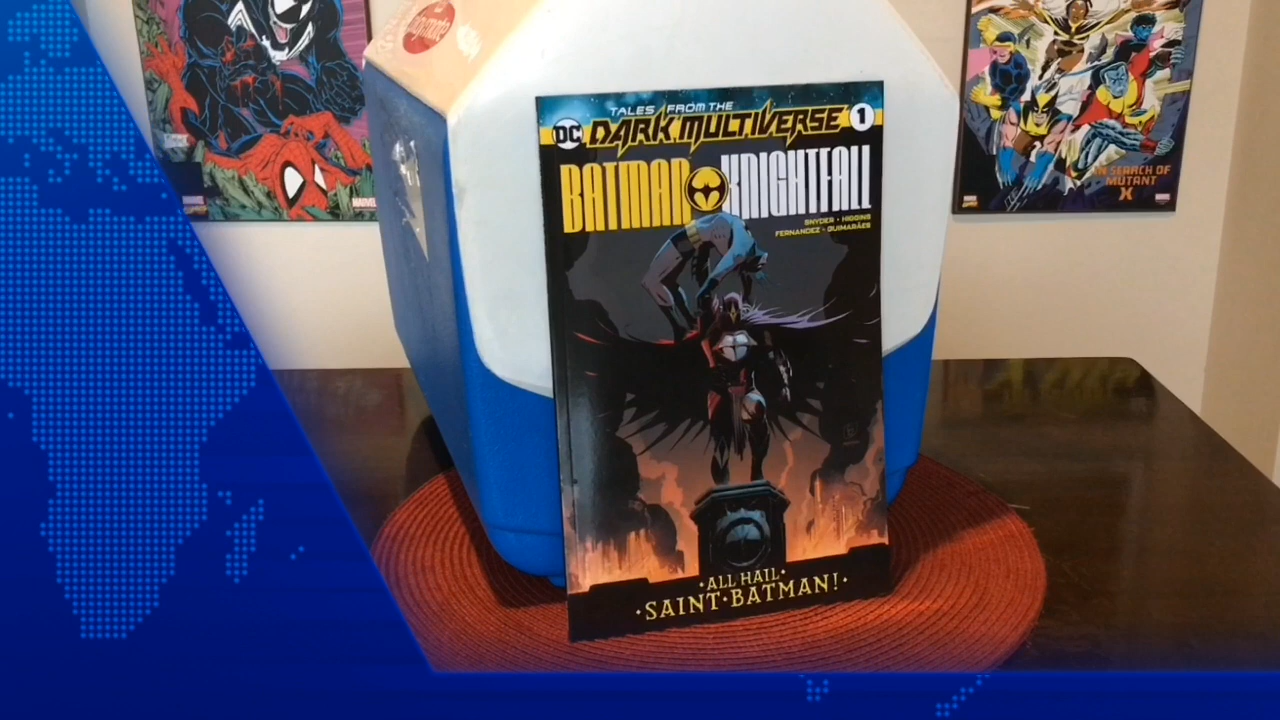 TALES FROM THE
DC DARK MULTIVERSE 1
BATMAN KNIGHTFALL
SNYDER • HIGGINS
FERNANDEZ • GUIMARÃES
• ALL HAIL •
• SAINT • BATMAN! •
MARVEL
IN SEARCH OF
MUTANT
X